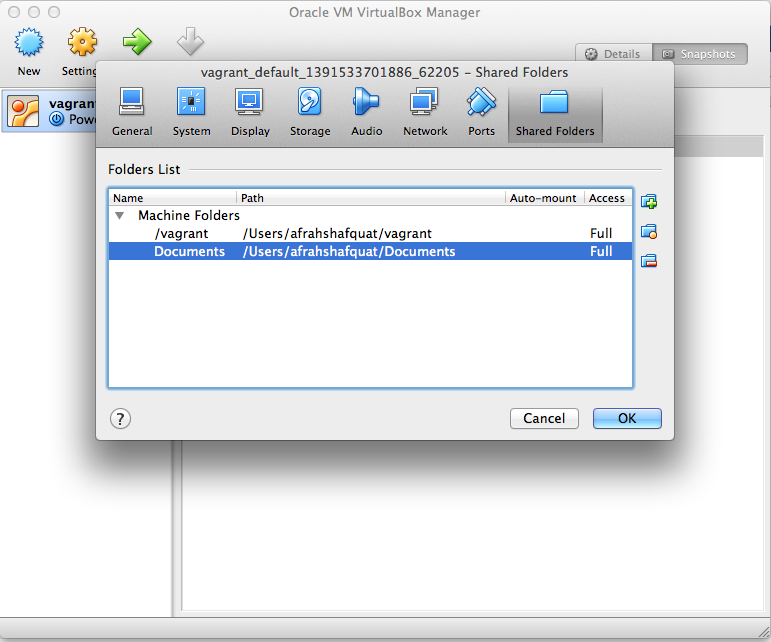 Oracle VM VirtualBox Manager
New
Setting
Details
Snapshots
vagrant
Powe
vagrant_default_1391533701886_62205 – Shared Folders
General
System
Display
Storage
Audio
Network
Ports
Shared Folders
Folders List
Name Path Auto-mount Access
Machine Folders
/vagrant /Users/afrahshafquat/vagrant Full
Documents /Users/afrahshafquat/Documents Full
?
Cancel
OK